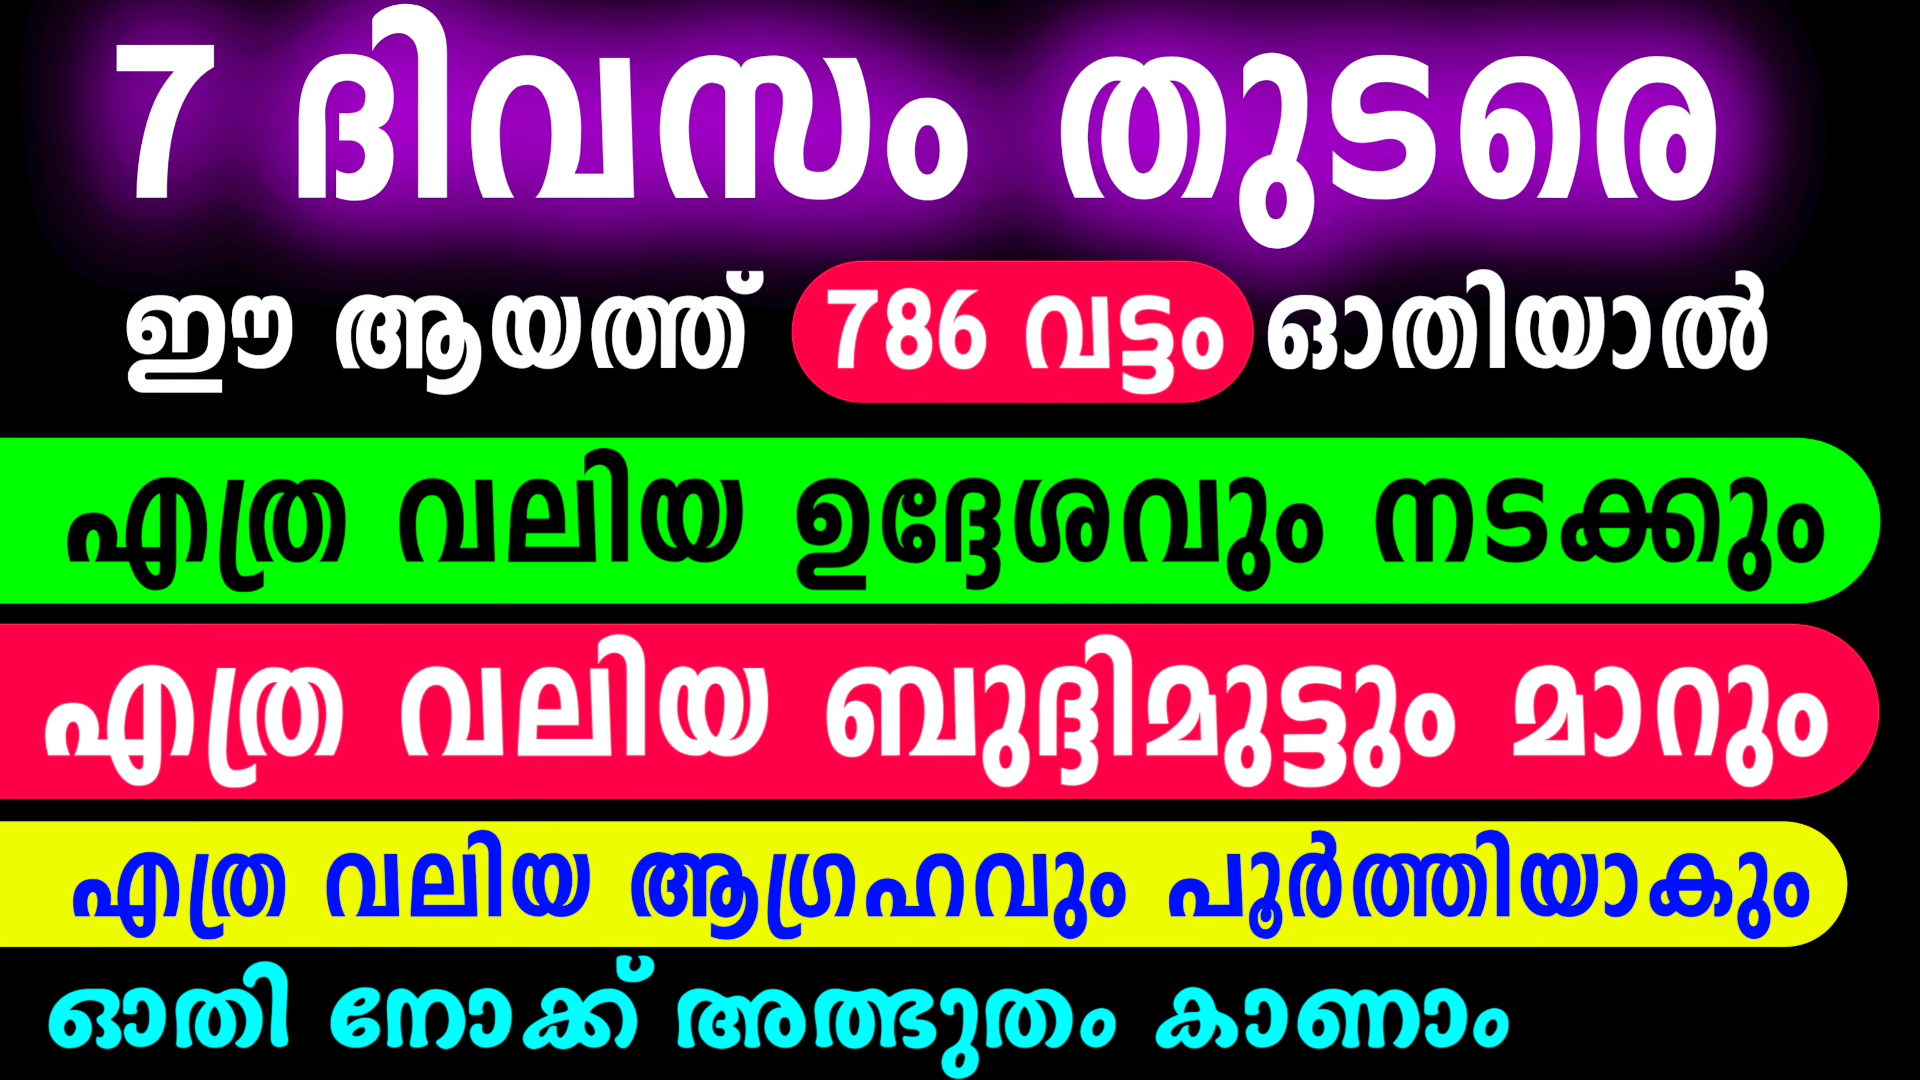 7 ദിവസം തുടരെ
ഈ ആയത്ത് 786 വട്ടം ഓതിയാൽ
എത്ര വലിയ ഉദ്ദേശവും നടക്കും
എത്ര വലിയ ബുദ്ദിമുട്ടും മാറും
എത്ര വലിയ ആഗ്രഹവും പൂർത്തിയാകും
ഓതി നോക്ക് അത്ഭുതം കാണാം